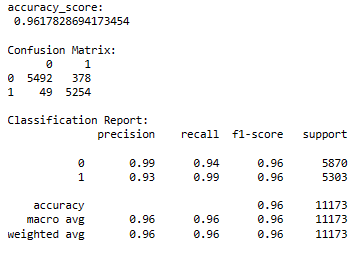 accuracy_score:
0.9617828694173454
Confusion Matrix:
0 1
0 5492 378
1 49 5254
Classification Report:
precision recall f1-score support
0 0.99 0.94 0.96 5870
1 0.93 0.99 0.96 5303
accuracy 0.96 11173
macro avg 0.96 0.96 0.96 11173
weighted avg 0.96 0.96 0.96 11173